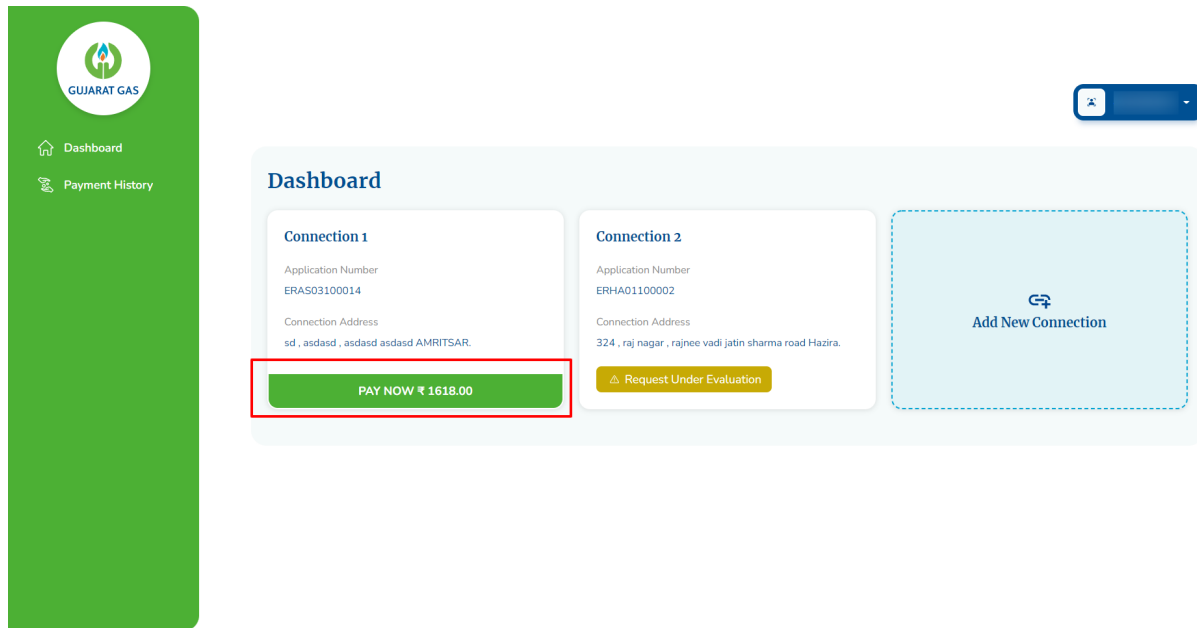 GUJARAT GAS
Dashboard
Payment History
Dashboard
Connection 1
Application Number
ERAS03100014
Connection Address
sd , asdasd , asdasd asdasd AMRITSAR.
PAY NOW ₹ 1618.00
Connection 2
Application Number
ERHA01100002
Connection Address
324 , raj nagar , rajnee vadi jatin sharma road Hazira.
Request Under Evaluation
Add New Connection